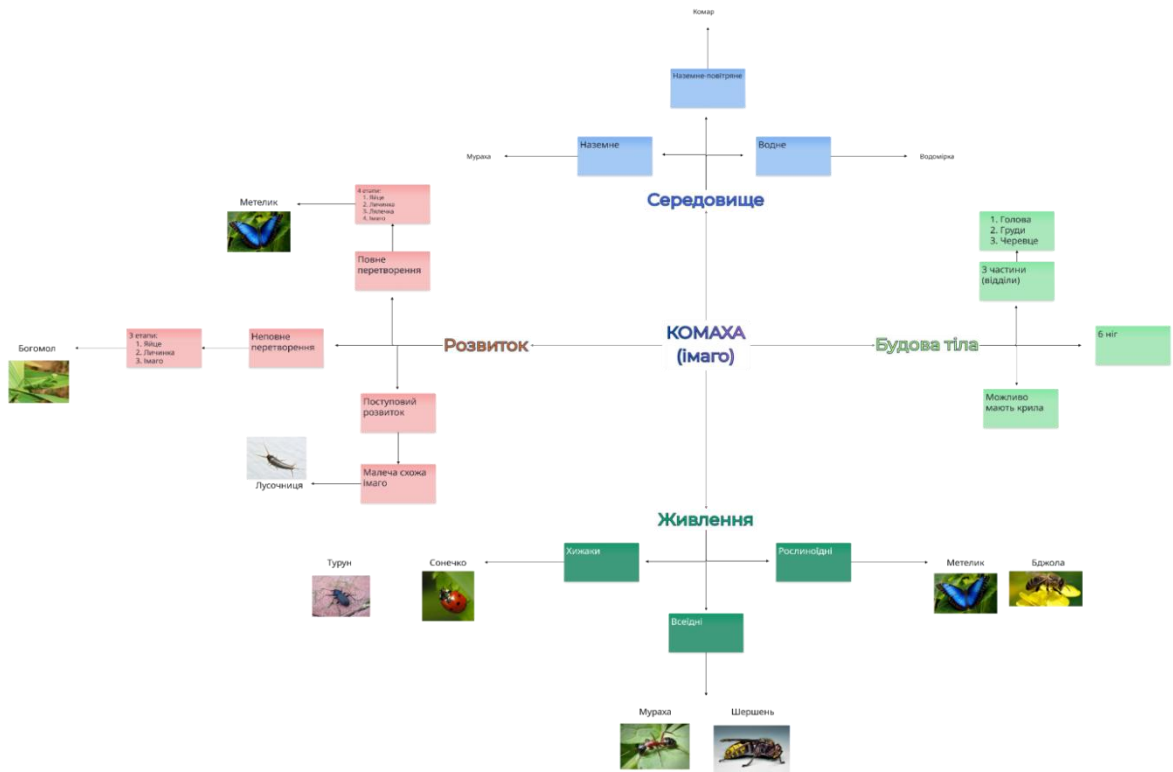 Комар
Наземне-повітряне
Мураха
Наземне
Водне
Водомірка
Середовище
Метелик
4 етапи:
1. Яйце
2. Личинка
3. Лялечка
4. Імаго
Повне
перетворення
1. Голова
2. Груди
3. Черевце
3 частини
(відділи)
Богомол
3 етапи:
1. Яйце
2. Личинка
3. Імаго
Неповне
перетворення
Розвиток
КОМАХА
(імаго)
Будова тіла
6 ніг
Поступовий
розвиток
Можливо
мають крила
Малеча схожа
імаго
Лусочниця
Живлення
Хижаки
Рослиноїдні
Турун
Сонечко
Метелик
Бджола
Всеїдні
Мураха
Шершень